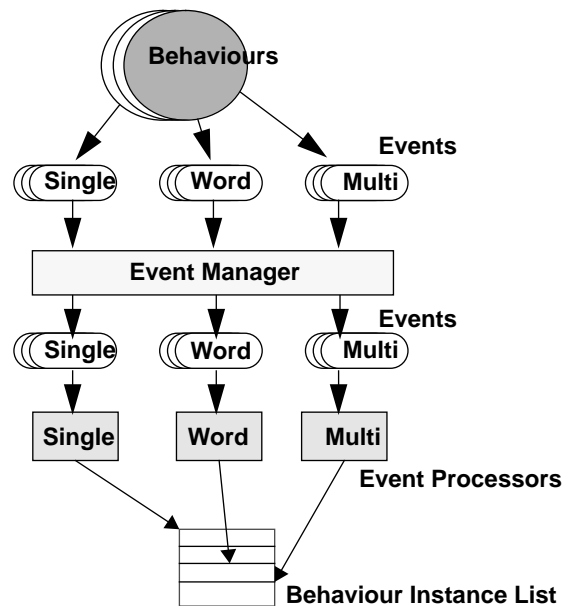 Behaviours
Events
Single Word Multi
Event Manager
Events
Single Word Multi
Single Word Multi
Event Processors
Behaviour Instance List